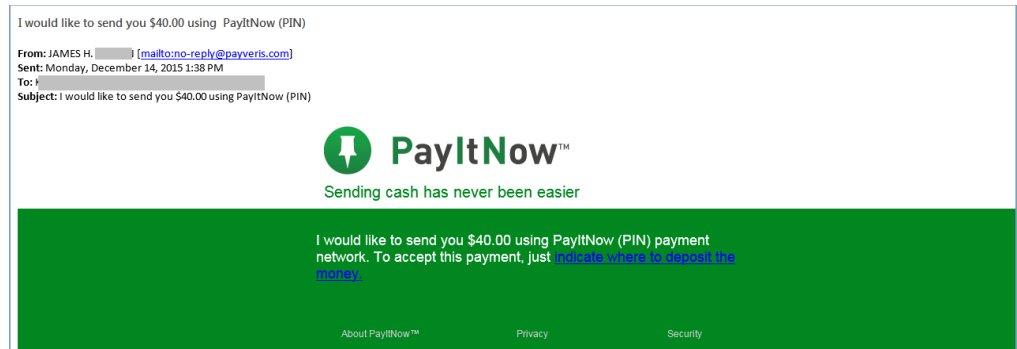 I would like to send you $40.00 using PayItNow (PIN)
From: JAMES H. [mailto:no-reply@payveris.com]
Sent: Monday, December 14, 2015 1:38 PM
To:
Subject: I would like to send you $40.00 using PayItNow (PIN)
PayItNow™
Sending cash has never been easier
I would like to send you $40.00 using PayItNow (PIN) payment
network. To accept this payment, just indicate where to deposit the
money.
About PayItNow™ Privacy Security